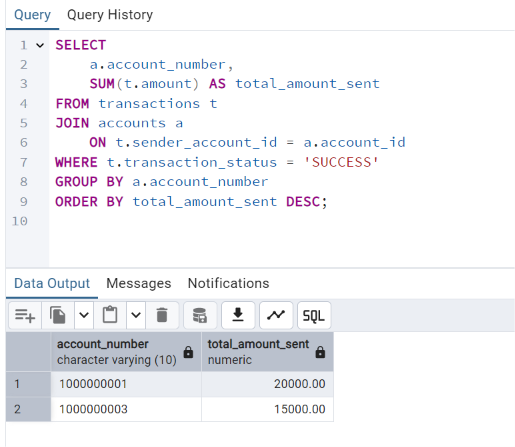 Query Query History
1 SELECT
2 a.account_number,
3 SUM(t.amount) AS total_amount_sent
4 FROM transactions t
5 JOIN accounts a
6 ON t.sender_account_id = a.account_id
7 WHERE t.transaction_status = 'SUCCESS'
8 GROUP BY a.account_number
9 ORDER BY total_amount_sent DESC;
10
Data Output Messages Notifications
SQL
account_number total_amount_sent
character varying (10) numeric
1 1000000001 20000.00
2 1000000003 15000.00